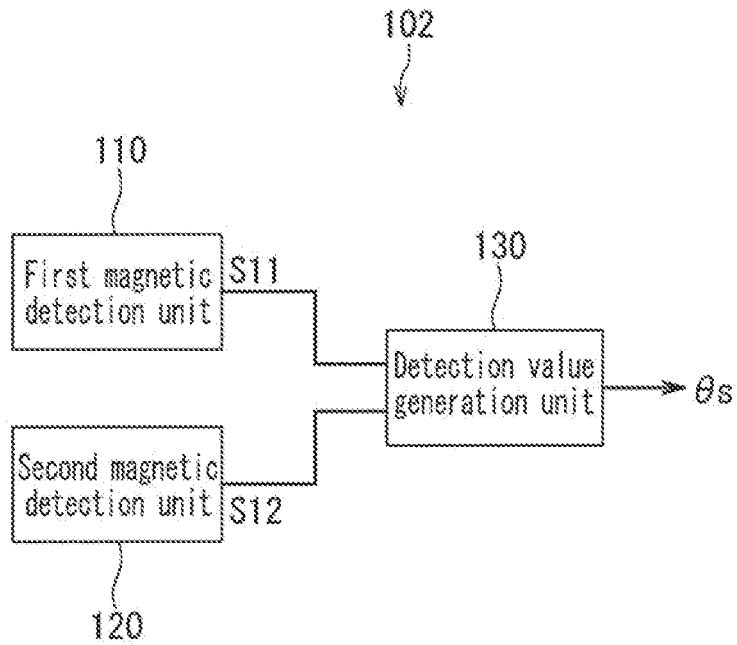 102
110
First magnetic
detection unit
S11
130
Detection value
generation unit
θs
Second magnetic
detection unit
S12
120